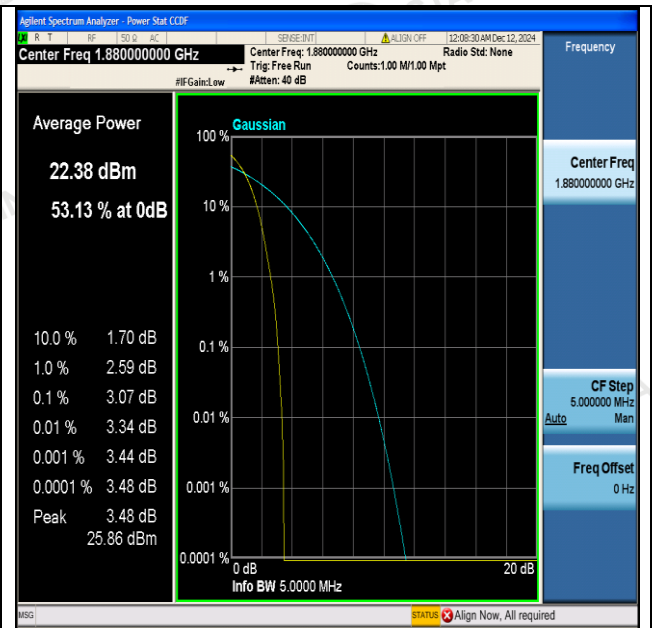 Agilent Spectrum Analyzer - Power Stat CCDF
LXI R T RF 50 Ω AC SENSE:INT ALIGN OFF 12:08:30 AM Dec 12, 2024
Center Freq 1.880000000 GHz
Center Freq: 1.880000000 GHz Radio Std: None
Trig: Free Run Counts:1.00 M/1.00 Mpt
#IFGain:Low #Atten: 40 dB
Frequency
Average Power
22.38 dBm
53.13 % at 0dB
10.0 % 1.70 dB
1.0 % 2.59 dB
0.1 % 3.07 dB
0.01 % 3.34 dB
0.001 % 3.44 dB
0.0001 % 3.48 dB
Peak 3.48 dB
25.86 dBm
Gaussian
100 %
10 %
1 %
0.1 %
0.01 %
0.001 %
0.0001 %
0 dB 20 dB
Info BW 5.0000 MHz
Center Freq
1.880000000 GHz
CF Step
5.000000 MHz
Auto Man
Freq Offset
0 Hz
MSG STATUS Align Now, All required